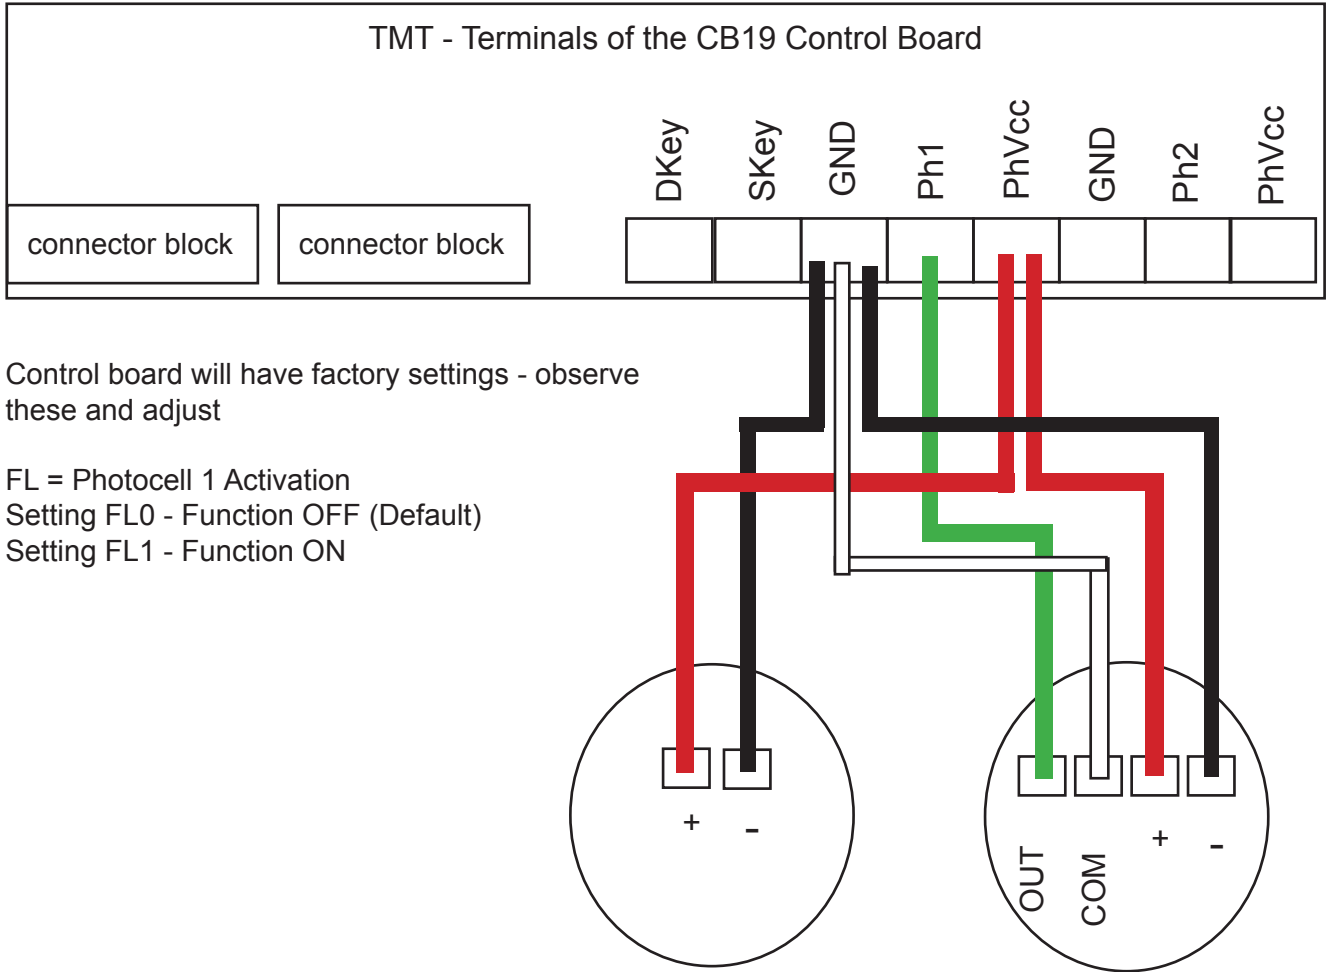 TMT - Terminals of the CB19 Control Board
DKey
SKey
GND
Ph1
PhVcc
GND
Ph2
PhVcc
connector block
connector block
Control board will have factory settings - observe
these and adjust
FL = Photocell 1 Activation
Setting FL0 - Function OFF (Default)
Setting FL1 - Function ON
+
-
OUT
COM
+
-